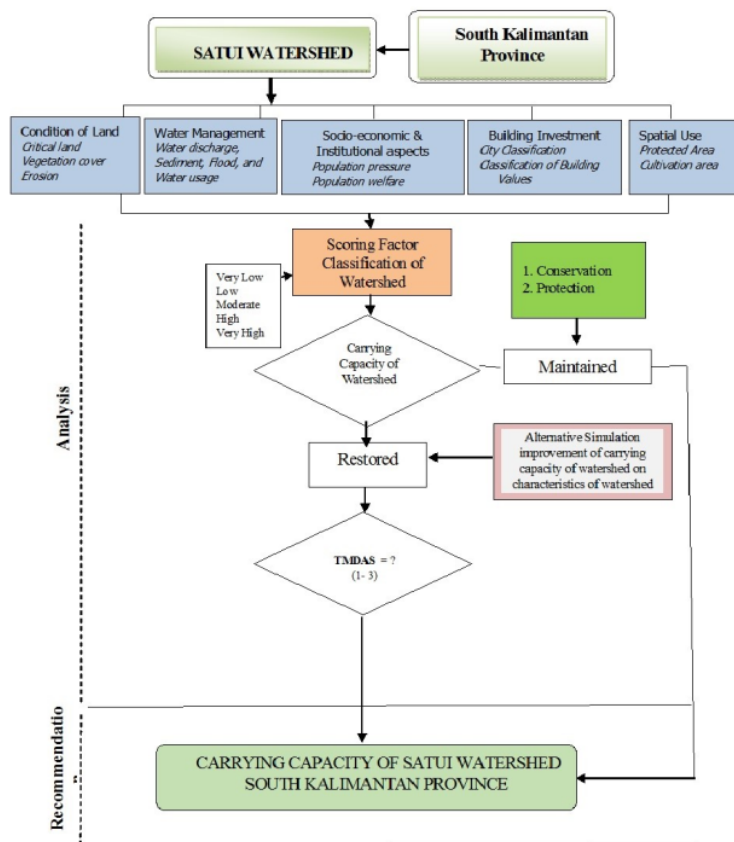 SATUI WATERSHED
South Kalimantan
Province
Condition of Land
Critical land
Vegetation cover
Erosion
Water Management
Water discharge,
Sediment, Flood, and
Water usage
Socio-economic &
Institutional aspects
Population pressure
Population welfare
Building Investment
City Classification
Classification of Building
Values
Spatial Use
Protected Area
Cultivation area
Analysis
Scoring Factor
Classification of
Watershed
Very Low
Low
Moderate
High
Very High
1. Conservation
2. Protection
Carrying
Capacity of
Watershed
Maintained
Restored
Alternative Simulation
improvement of carrying
capacity of watershed on
characteristics of watershed
TMDAS = ?
(1- 3)
Recommendatio
n
CARRYING CAPACITY OF SATUI WATERSHED
SOUTH KALIMANTAN PROVINCE